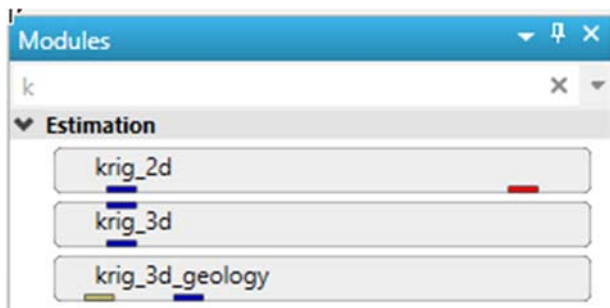 Modules
k
Estimation
krig_2d
krig_3d
krig_3d_geology